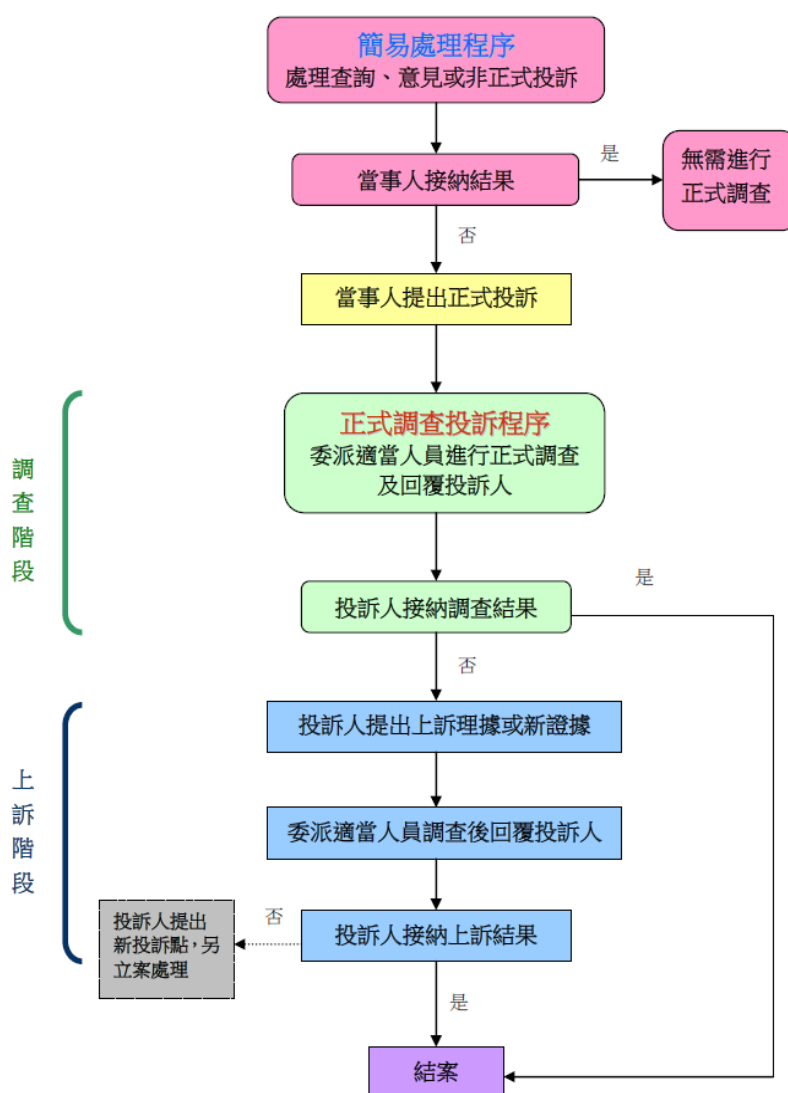 簡易處理程序
處理查詢、意見或非正式投訴
當事人接納結果
是
無需進行
正式調查
否
當事人提出正式投訴
調
查
階
段
正式調查投訴程序
委派適當人員進行正式調查
及回覆投訴人
投訴人接納調查結果
是
否
上
訴
階
段
投訴人提出上訴理據或新證據
委派適當人員調查後回覆投訴人
投訴人接納上訴結果
否
投訴人提出
新投訴點，另
立案處理
是
結案